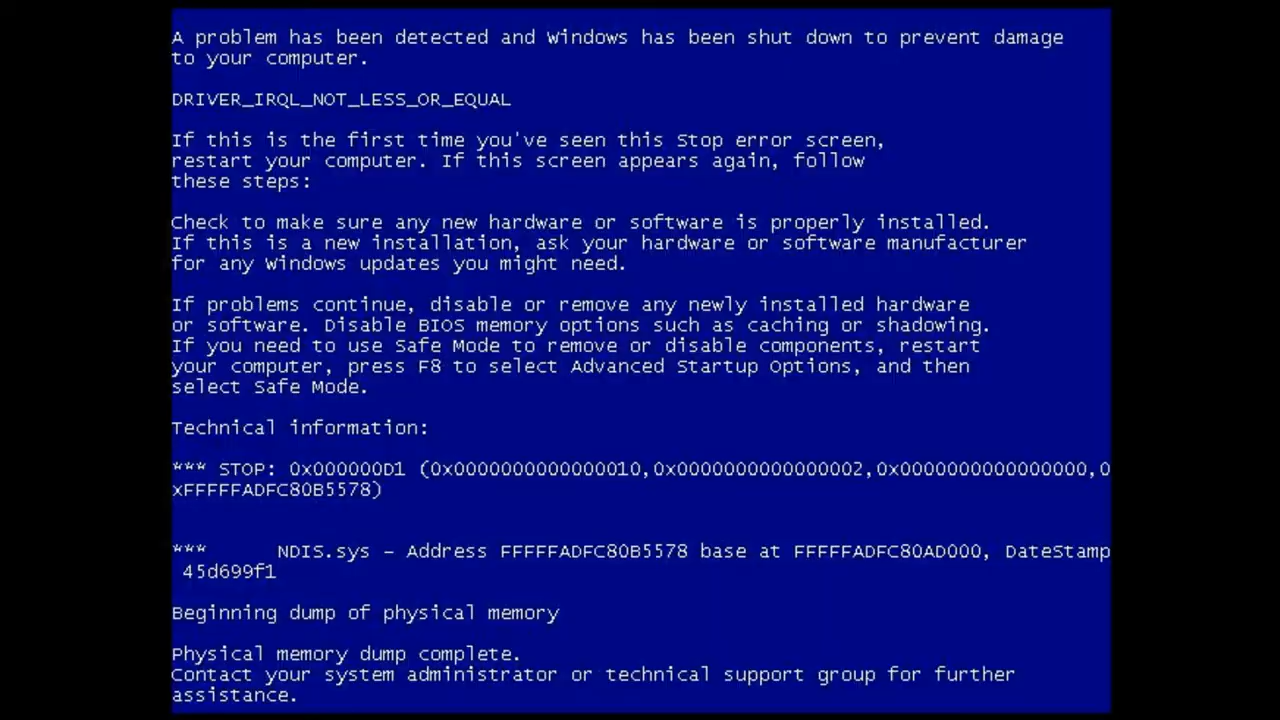 A problem has been detected and Windows has been shut down to prevent damage
to your computer.
DRIVER_IRQL_NOT_LESS_OR_EQUAL
If this is the first time you've seen this Stop error screen,
restart your computer. If this screen appears again, follow
these steps:
Check to make sure any new hardware or software is properly installed.
If this is a new installation, ask your hardware or software manufacturer
for any Windows updates you might need.
If problems continue, disable or remove any newly installed hardware
or software. Disable BIOS memory options such as caching or shadowing.
If you need to use Safe Mode to remove or disable components, restart
your computer, press F8 to select Advanced Startup Options, and then
select Safe Mode.
Technical information:
*** STOP: 0x000000D1 (0x0000000000000010,0x0000000000000002,0x0000000000000000,0
xFFFFFADFC80B5578)
*** NDIS.sys - Address FFFFFADFC80B5578 base at FFFFFADFC80AD000, DateStamp
45d699f1
Beginning dump of physical memory
Physical memory dump complete.
Contact your system administrator or technical support group for further
assistance.